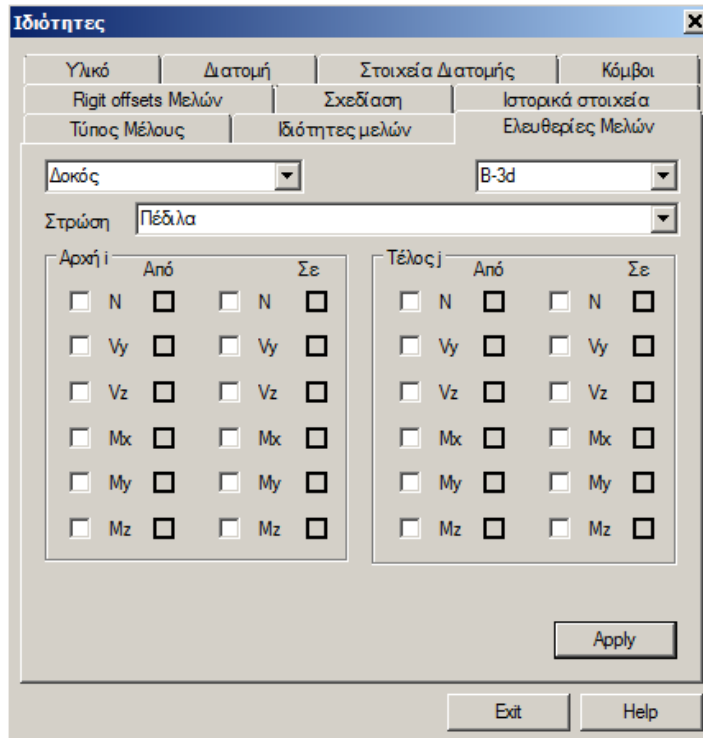 Ιδιότητες
Υλικό Διατομή Στοιχεία Διατομής Κόμβοι
Rigit offsets Μελών Σχεδίαση Ιστορικά στοιχεία
Τύπος Μέλους Ιδιότητες μελών Ελευθερίες Μελών
Δοκός B-3d
Στρώση Πέδιλα
Αρχή i Από Σε Τέλος j Από Σε
N N N N
Vy Vy Vy Vy
Vz Vz Vz Vz
Mx Mx Mx Mx
My My My My
Mz Mz Mz Mz
Apply
Exit Help